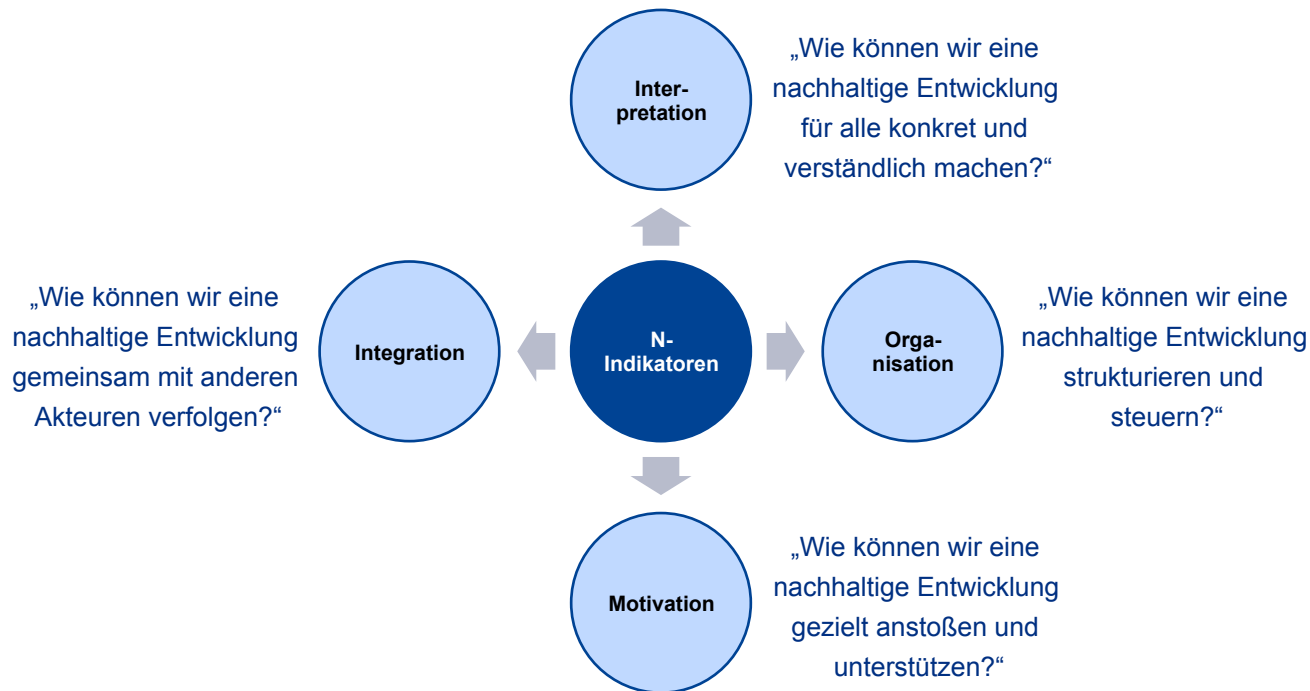 Inter-
pretation
„Wie können wir eine
nachhaltige Entwicklung
für alle konkret und
verständlich machen?“
„Wie können wir eine
nachhaltige Entwicklung
gemeinsam mit anderen
Akteuren verfolgen?“
Integration
N-
Indikatoren
Orga-
nisation
„Wie können wir eine
nachhaltige Entwicklung
strukturieren und
steuern?“
Motivation
„Wie können wir eine
nachhaltige Entwicklung
gezielt anstoßen und
unterstützen?“